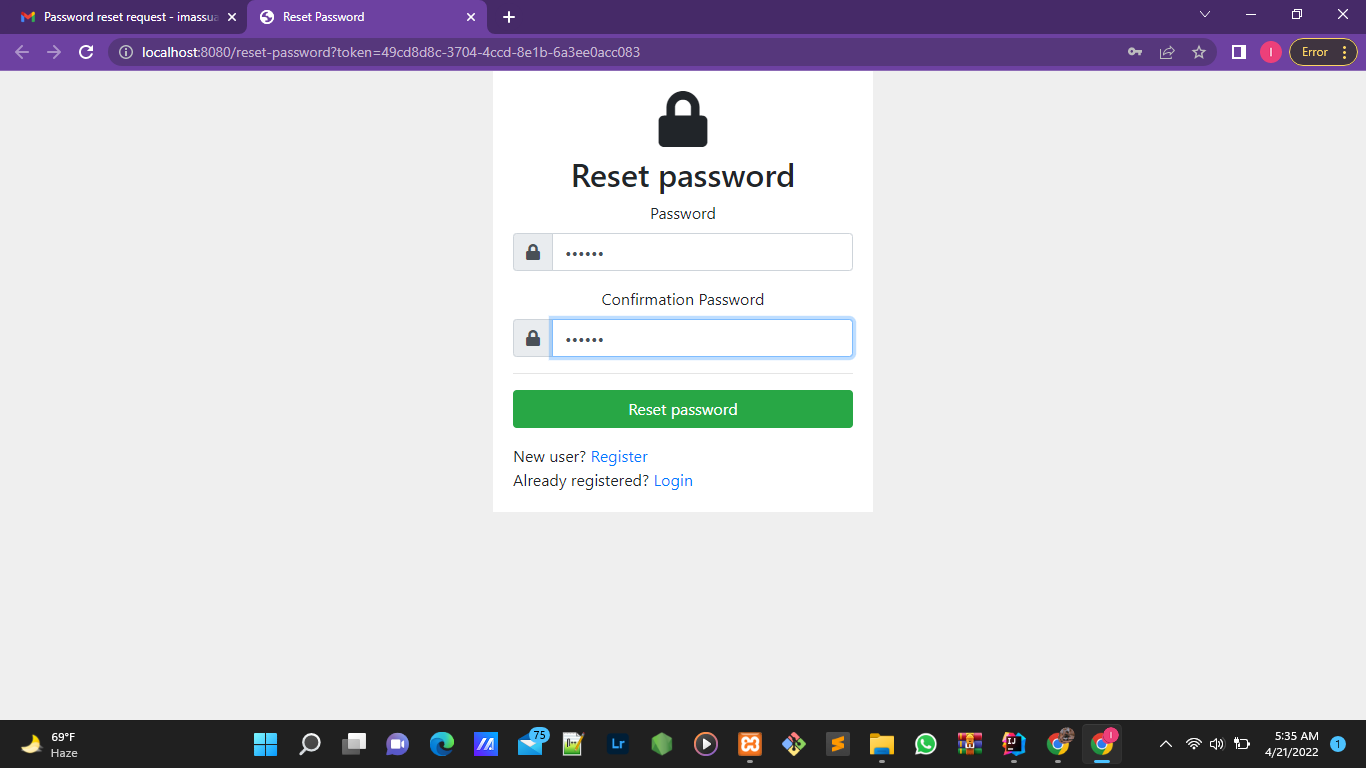 Password reset request - imassua
Reset Password
localhost:8080/reset-password?token=49cd8d8c-3704-4ccd-8e1b-6a3ee0acc083
I
Error
Reset password
Password
••••••
Confirmation Password
••••••
Reset password
New user? Register
Already registered? Login
69°F
Haze
75
Lr
IJ
I
5:35 AM
4/21/2022
1